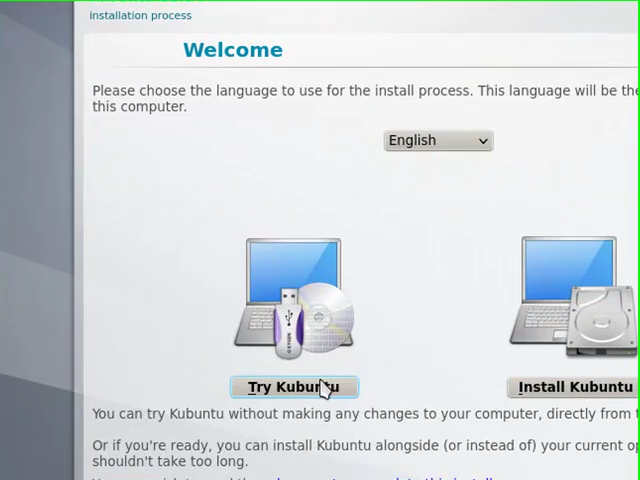 installation process
Welcome
Please choose the language to use for the install process. This language will be the
this computer.
English
Try Kubuntu
Install Kubuntu
You can try Kubuntu without making any changes to your computer, directly from
Or if you're ready, you can install Kubuntu alongside (or instead of) your current
shouldn't take too long.